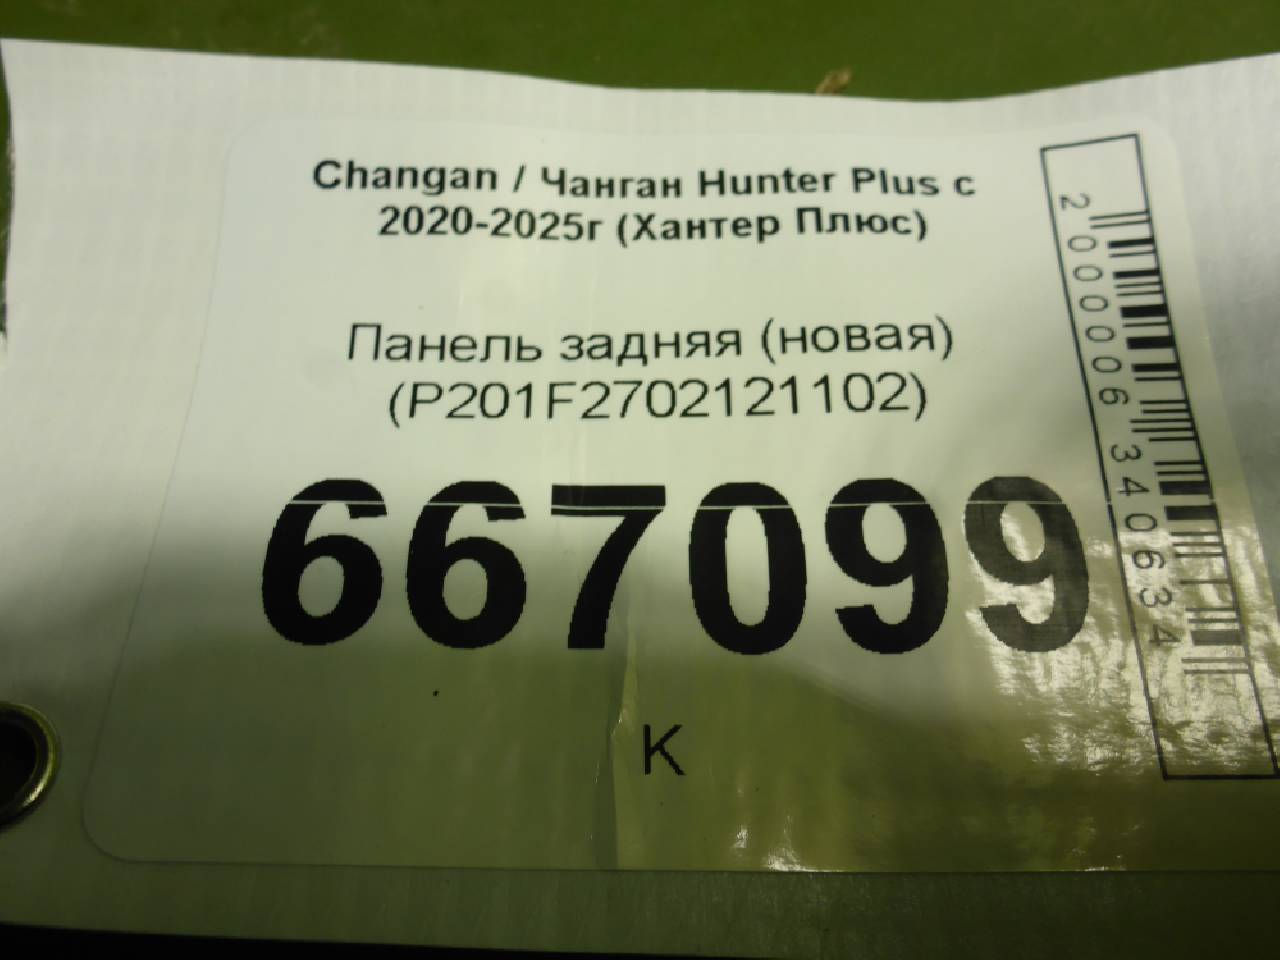 Changan / Чанган Hunter Plus с
2020-2025г (Хантер Плюс)
Панель задняя (новая)
(P201F2702121102)
667099
К
2000006340634